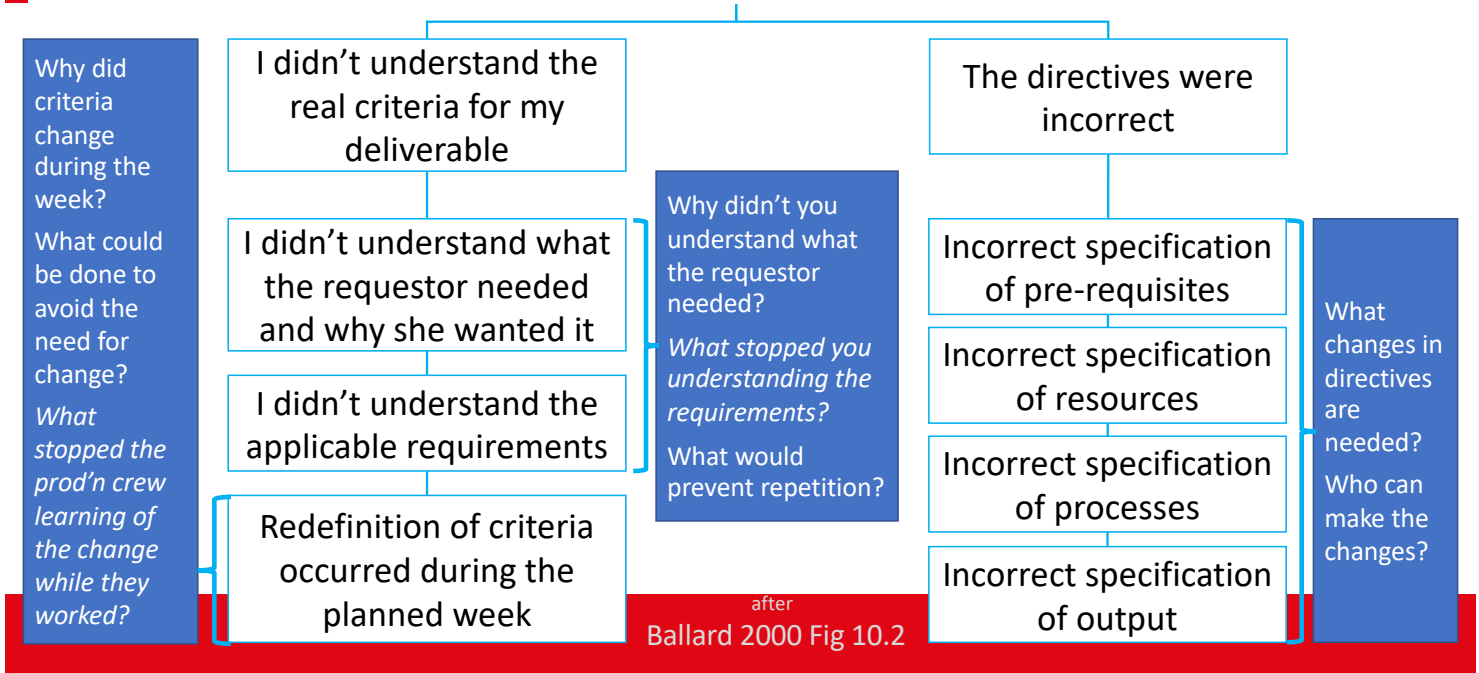 Why did
criteria
change
during the
week?
What could
be done to
avoid the
need for
change?
What
stopped the
prod’n crew
learning of
the change
while they
worked?
I didn’t understand the
real criteria for my
deliverable
I didn’t understand what
the requestor needed
and why she wanted it
I didn’t understand the
applicable requirements
Redefinition of criteria
occurred during the
planned week
Why didn’t you
understand what
the requestor
needed?
What stopped you
understanding the
requirements?
What would
prevent repetition?
The directives were
incorrect
Incorrect specification
of pre-requisites
Incorrect specification
of resources
Incorrect specification
of processes
Incorrect specification
of output
What
changes in
directives
are
needed?
Who can
make the
changes?
after
Ballard 2000 Fig 10.2